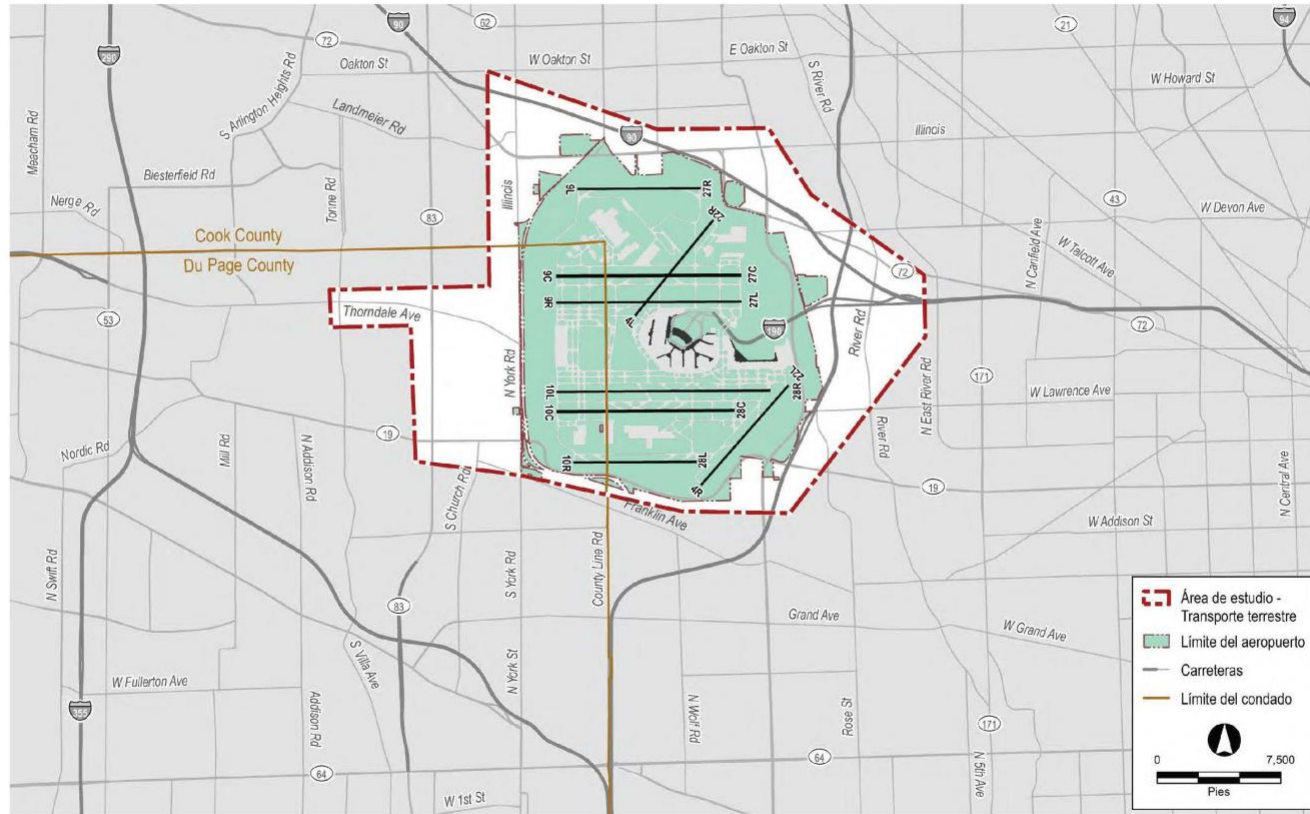 90
62
21
94
290
72
Oakton St
W Oakton St
E Oakton St
S River Rd
W Howard St
S Arlington Heights Rd
Landmeier Rd
90
Illinois
Meacham Rd
Biesterfield Rd
Tonne Rd
Illinois
9L
27R
22R
43
W Devon Ave
Nerge Rd
83
N Canfield Ave
W Talcott Ave
Cook County
Du Page County
9C
27C
72
9R
27L
4L
53
Thorndale Ave
190
River Rd
72
N York Rd
171
22L
10L
28R
W Lawrence Ave
10C
28C
N East River Rd
Nordic Rd
Mill Rd
N Addison Rd
19
S Church Rd
10R
28L
4R
River Rd
19
N Central Ave
Franklin Ave
W Addison St
N Swift Rd
S York Rd
County Line Rd
83
Grand Ave
W Grand Ave
S Villa Ave
N York St
W Fullerton Ave
355
Addison Rd
N Wolf Rd
Rose St
171
N 5th Ave
64
64
W 1st St
Área de estudio -
Transporte terrestre
Límite del aeropuerto
Carreteras
Límite del condado
0 7,500
Pies